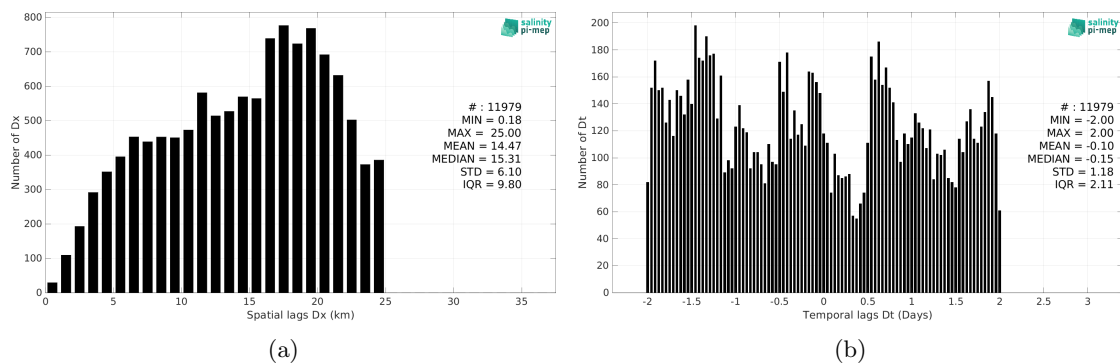 800
700
600
500
400
300
200
100
0
Number of Dx
0 5 10 15 20 25 30 35
Spatial lags Dx (km)
salinity
pi-mep
# : 11979
MIN = 0.18
MAX = 25.00
MEAN = 14.47
MEDIAN = 15.31
STD = 6.10
IQR = 9.80
(a)
200
180
160
140
120
100
80
60
40
20
0
Number of Dt
-2 -1.5 -1 -0.5 0 0.5 1 1.5 2 2.5 3
Temporal lags Dt (Days)
salinity
pi-mep
# : 11979
MIN = -2.00
MAX = 2.00
MEAN = -0.10
MEDIAN = -0.15
STD = 1.18
IQR = 2.11
(b)